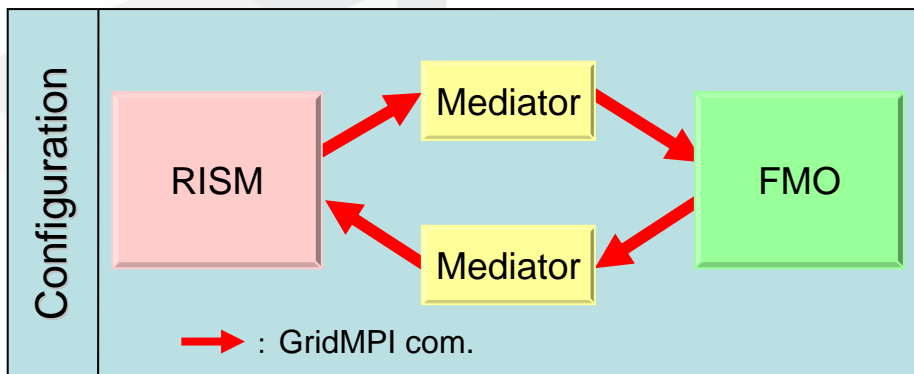 Configuration
Mediator
RISM
FMO
Mediator
: GridMPI com.